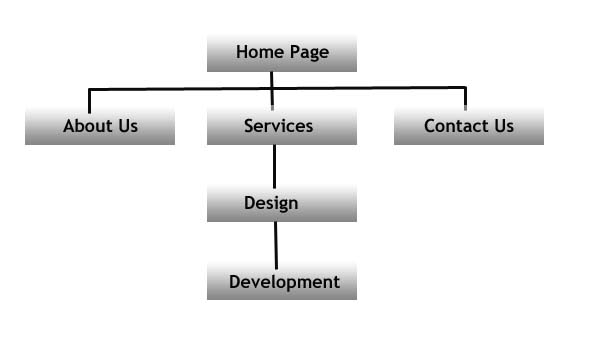 Home Page
About Us
Services
Contact Us
Design
Development